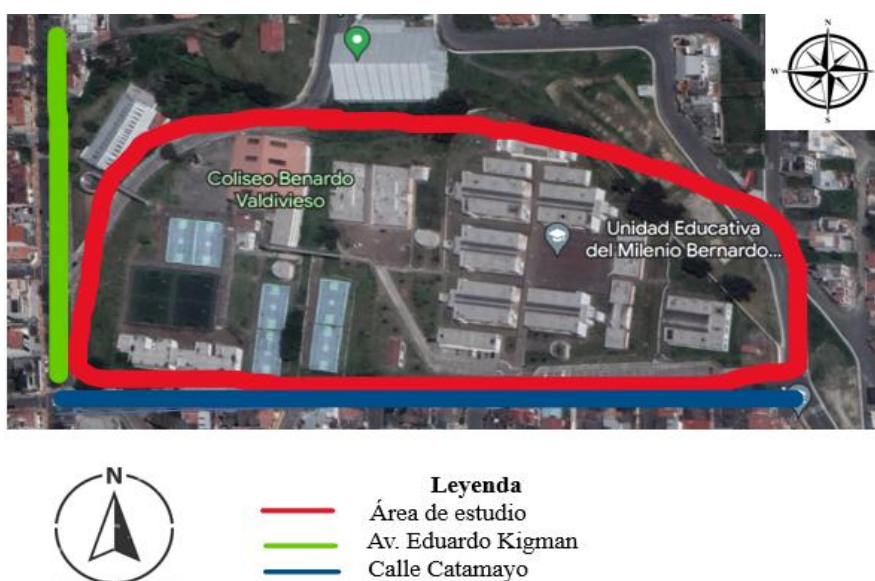 N
W
S
Coliseo Benardo
Valdivieso
Unidad Educativa
del Milenio Bernardo...
N
Leyenda
Área de estudio
Av. Eduardo Kigman
Calle Catamayo